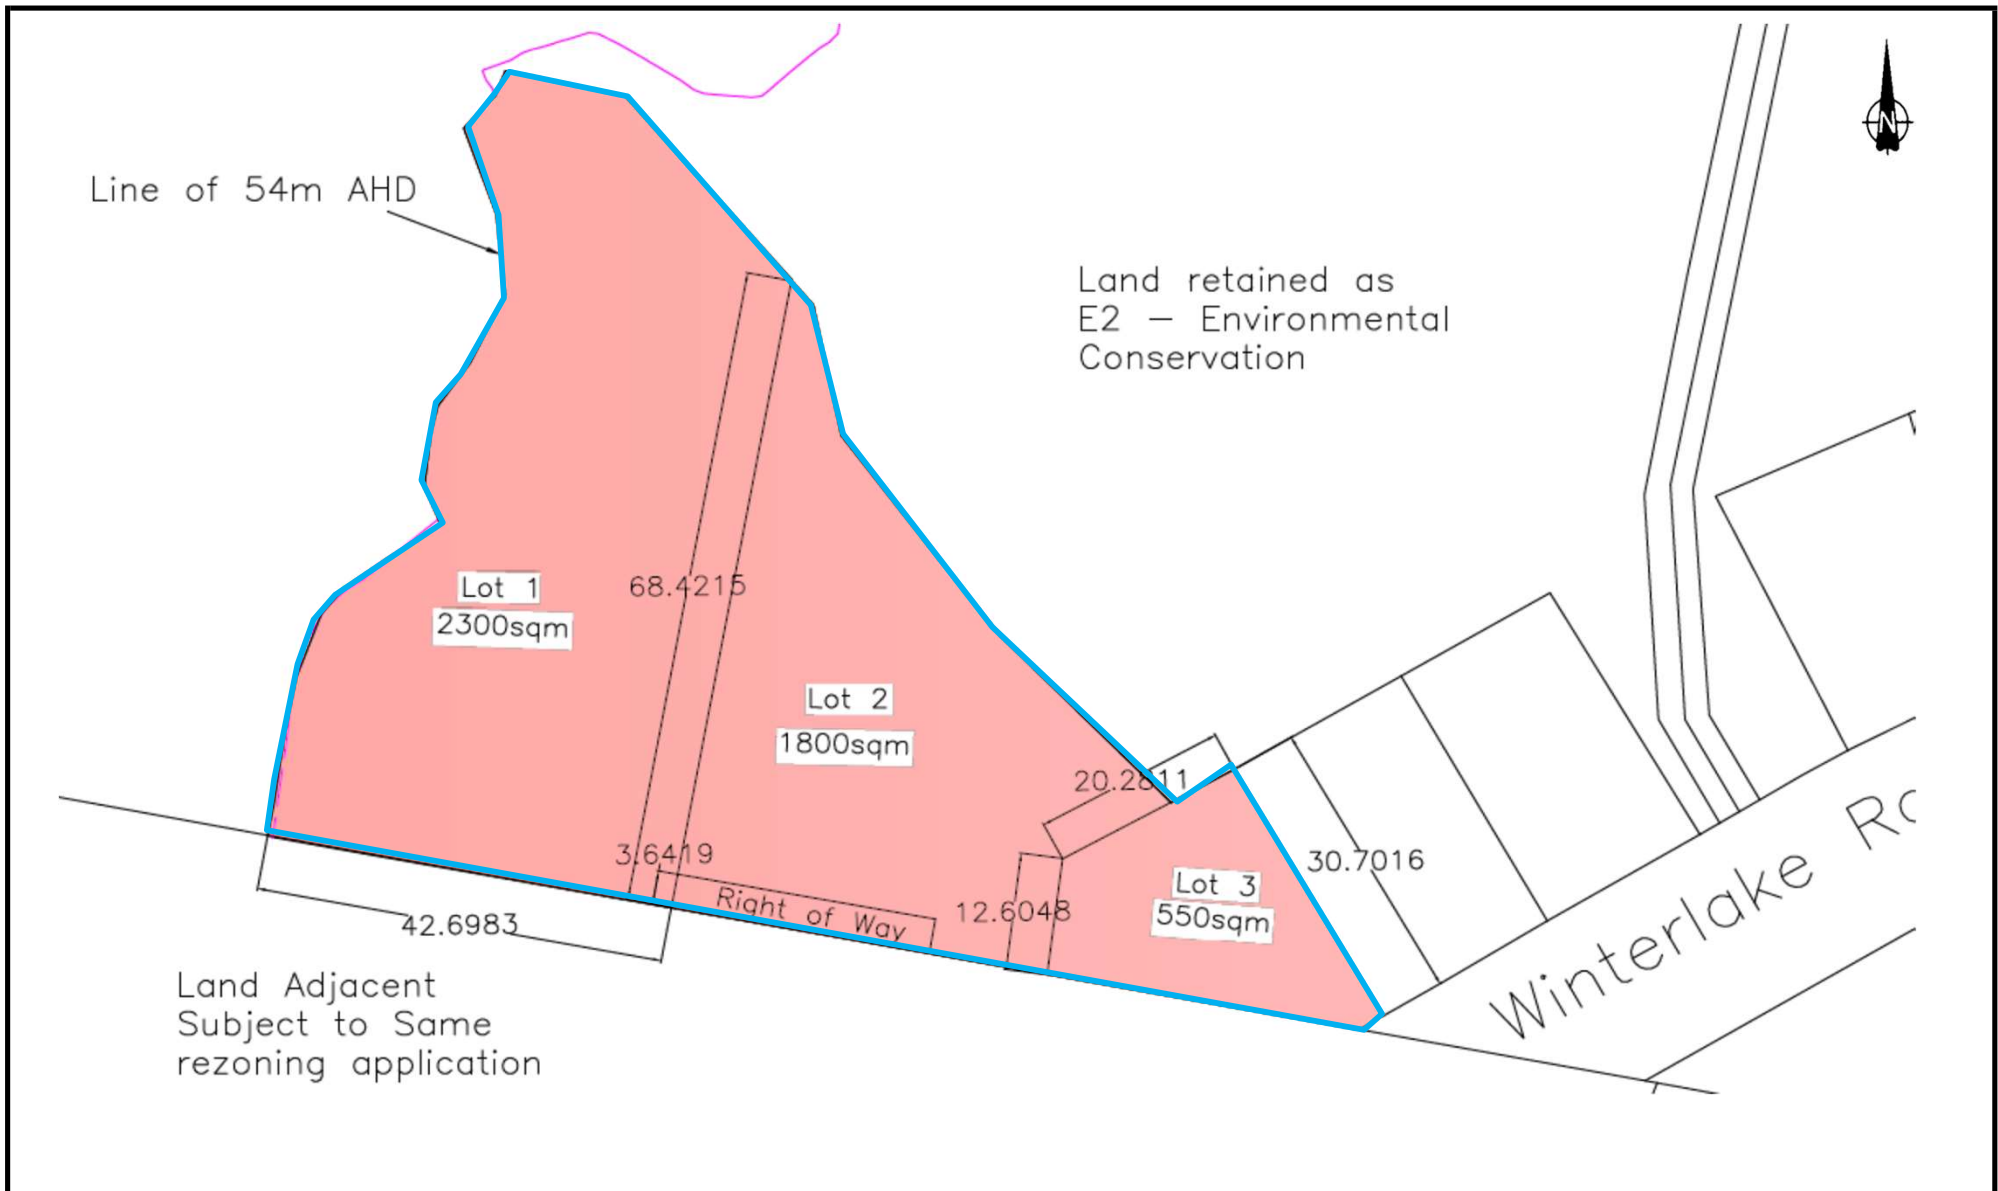 N
Line of 54m AHD
Land retained as
E2 – Environmental
Conservation
Lot 1
2300sqm
68.4215
Lot 2
1800sqm
20.2811
3.6419
Right of Way
12.6048
Lot 3
550sqm
30.7016
42.6983
Winterlake
Land Adjacent
Subject to Same
rezoning application